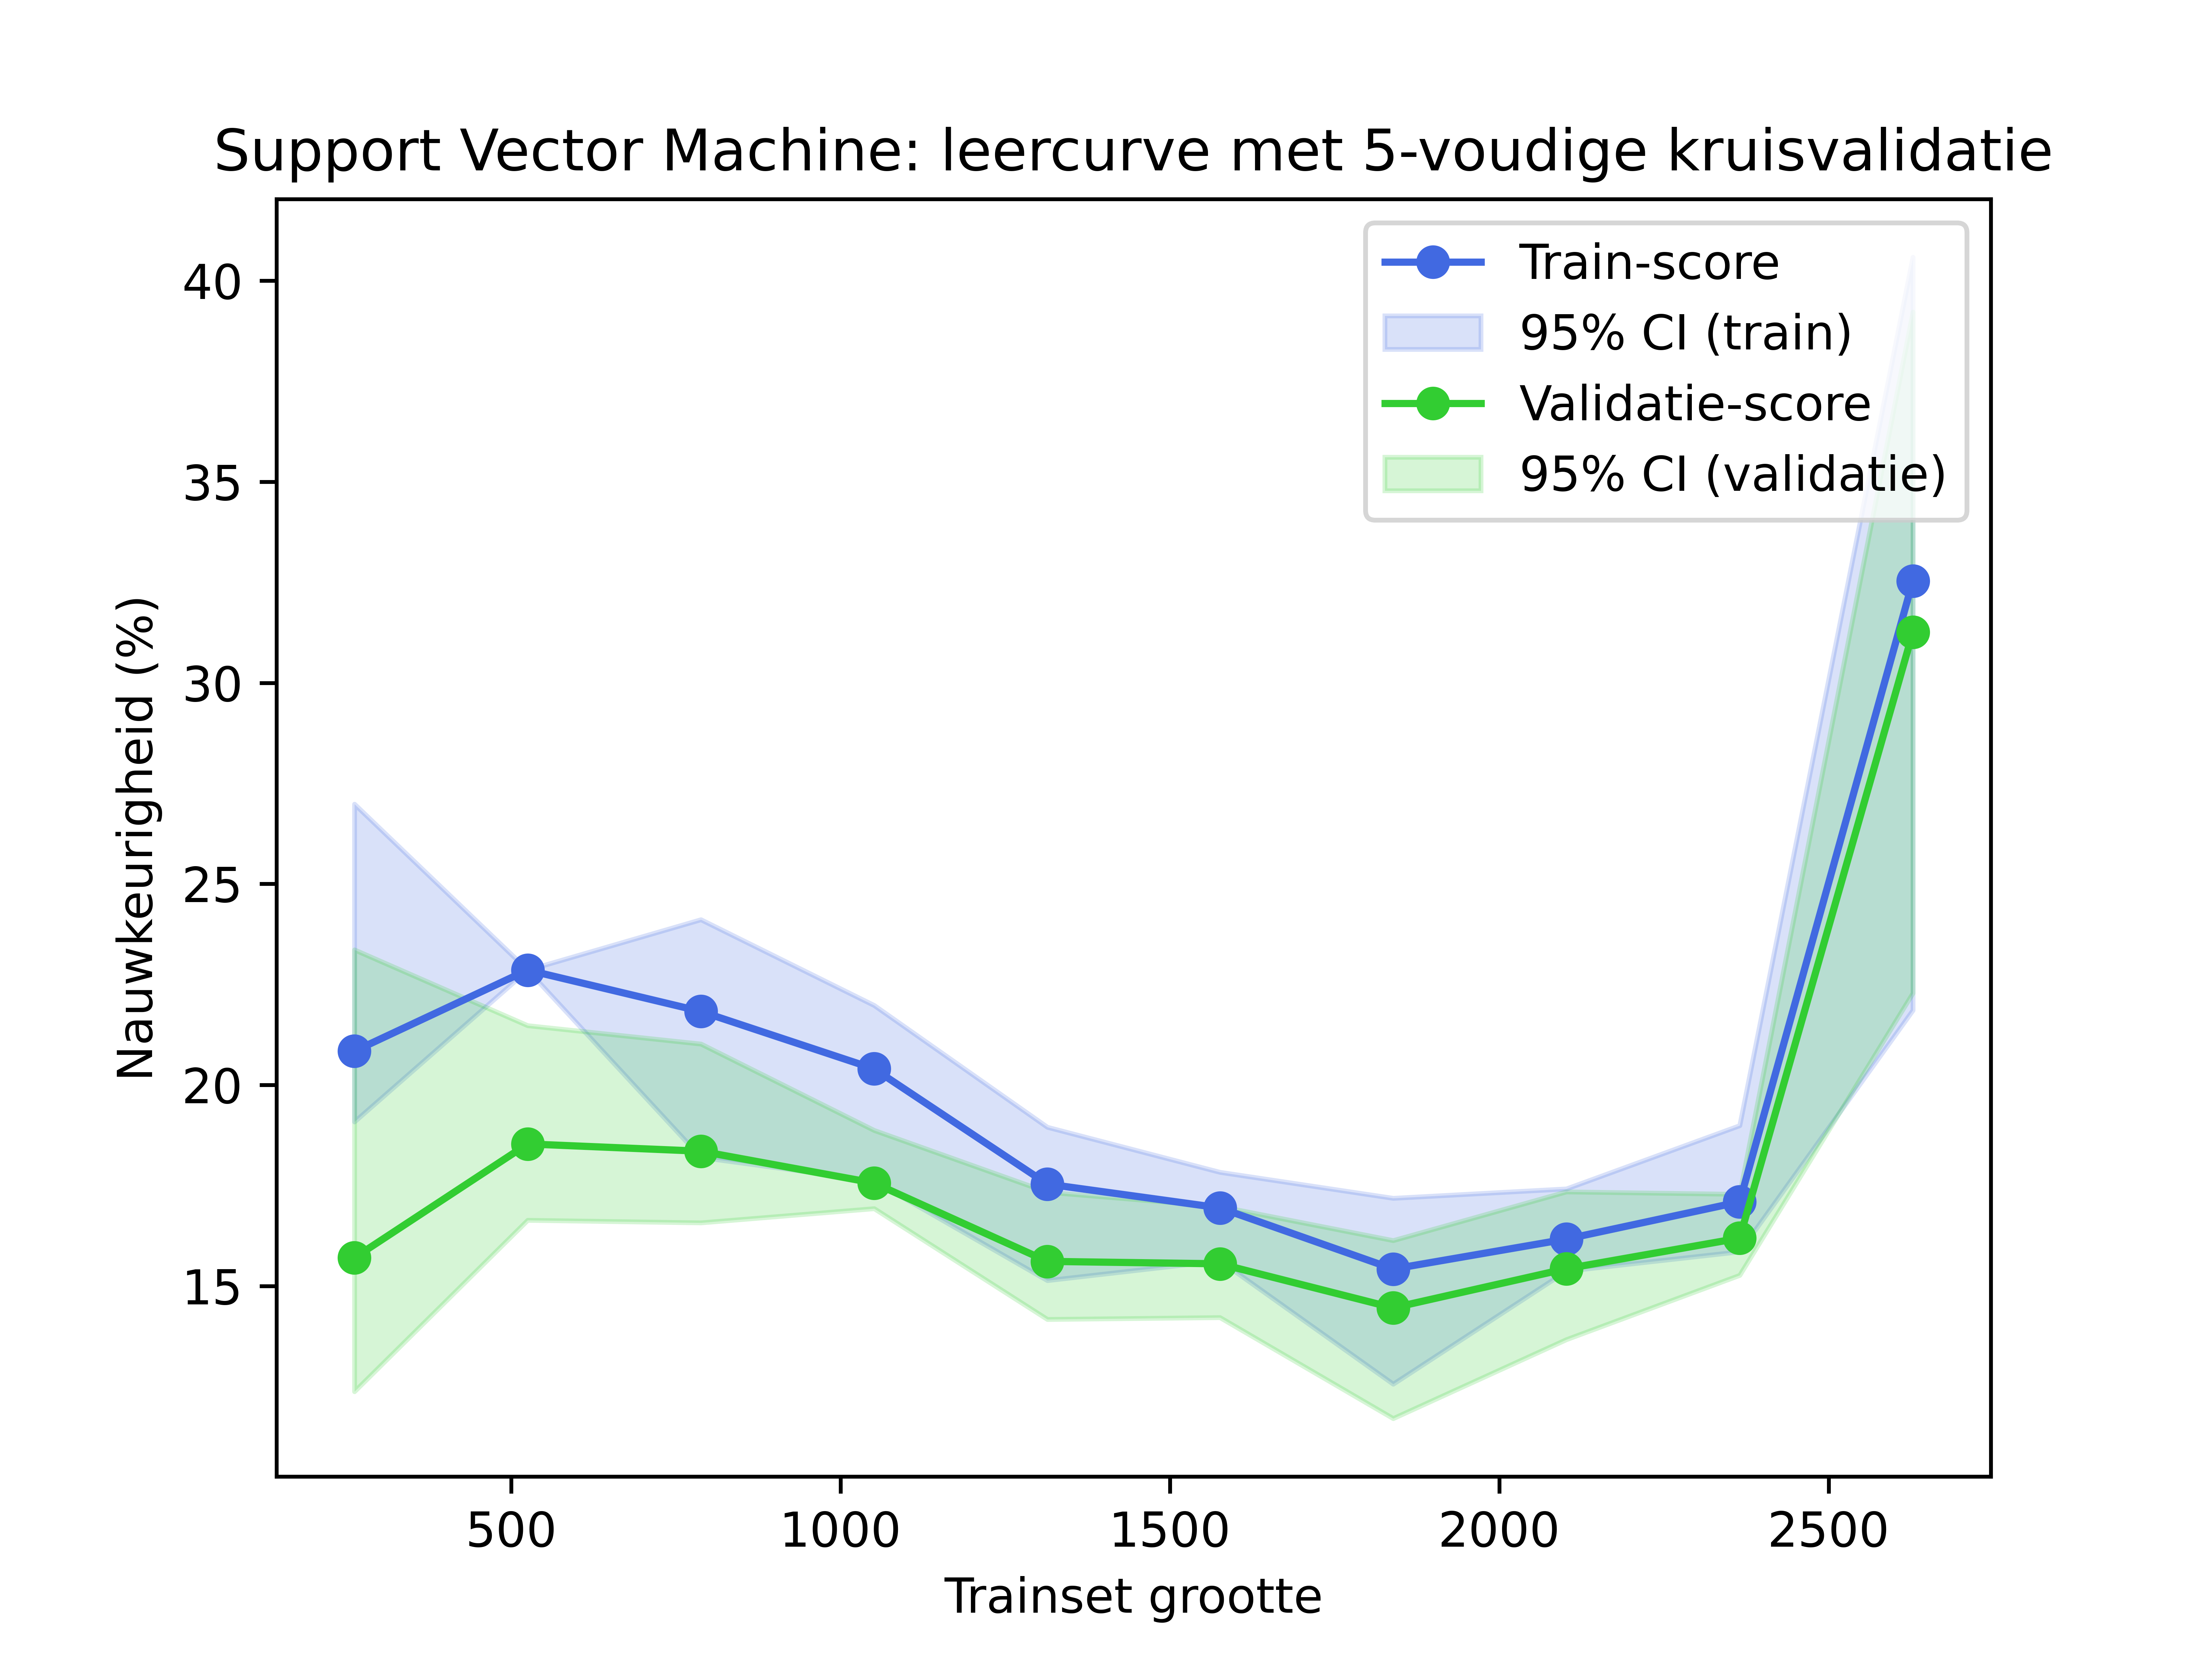 Support Vector Machine: leercurve met 5-voudige kruisvalidatie
Train-score
95% CI (train)
Validatie-score
95% CI (validatie)
Nauwkeurigheid (%)
40
35
30
25
20
15
500 1000 1500 2000 2500
Trainset grootte